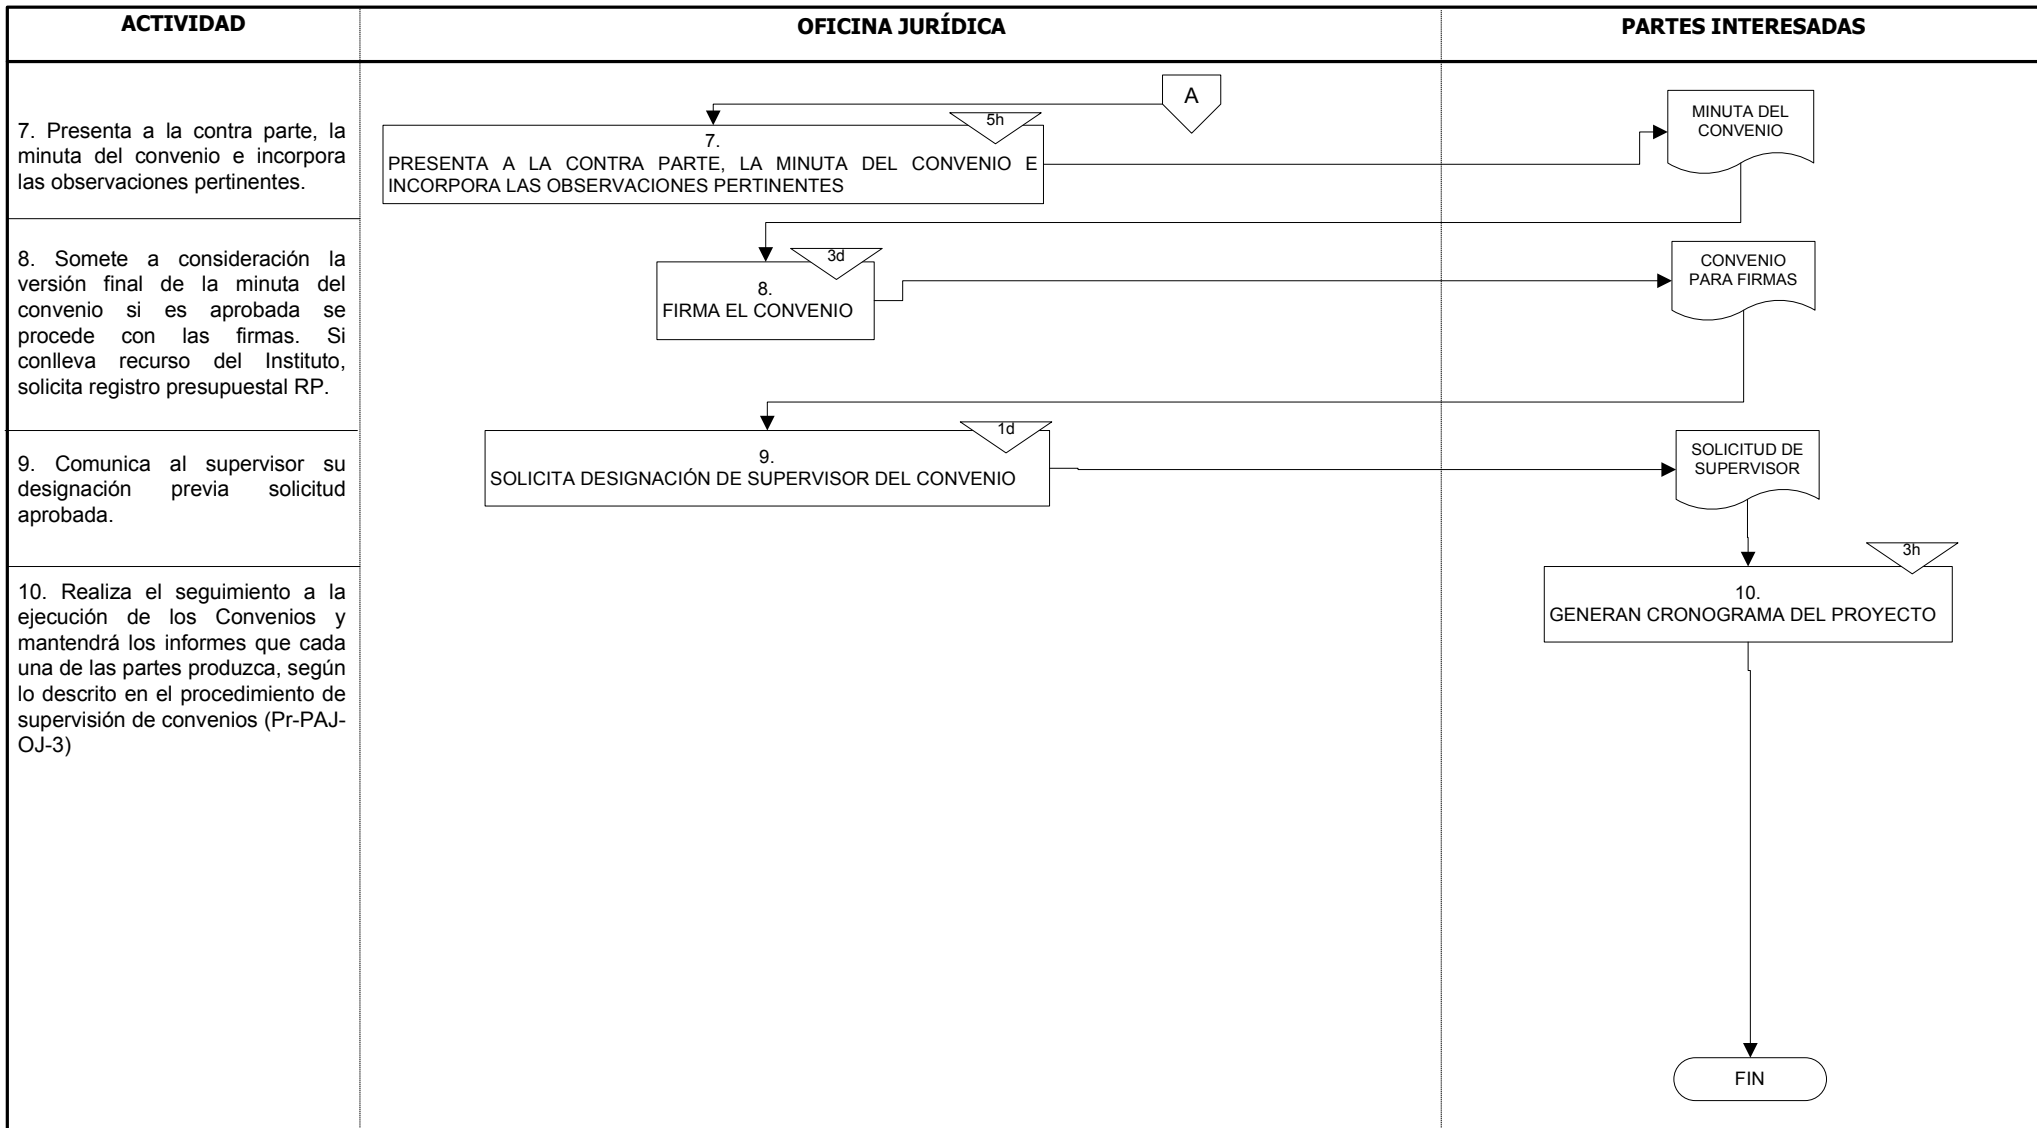 ACTIVIDAD
OFICINA JURÍDICA
PARTES INTERESADAS
7. Presenta a la contra parte, la
minuta del convenio e incorpora
las observaciones pertinentes.
A
5h
7.
PRESENTA A LA CONTRA PARTE, LA MINUTA DEL CONVENIO E
INCORPORA LAS OBSERVACIONES PERTINENTES
MINUTA DEL
CONVENIO
8. Somete a consideración la
versión final de la minuta del
convenio si es aprobada se
procede con las firmas. Si
conlleva recurso del Instituto,
solicita registro presupuestal RP.
3d
8.
FIRMA EL CONVENIO
CONVENIO
PARA FIRMAS
9. Comunica al supervisor su
designación previa solicitud
aprobada.
1d
9.
SOLICITA DESIGNACIÓN DE SUPERVISOR DEL CONVENIO
SOLICITUD DE
SUPERVISOR
10. Realiza el seguimiento a la
ejecución de los Convenios y
mantendrá los informes que cada
una de las partes produzca, según
lo descrito en el procedimiento de
supervisión de convenios (Pr-PAJ-
OJ-3)
3h
10.
GENERAN CRONOGRAMA DEL PROYECTO
FIN